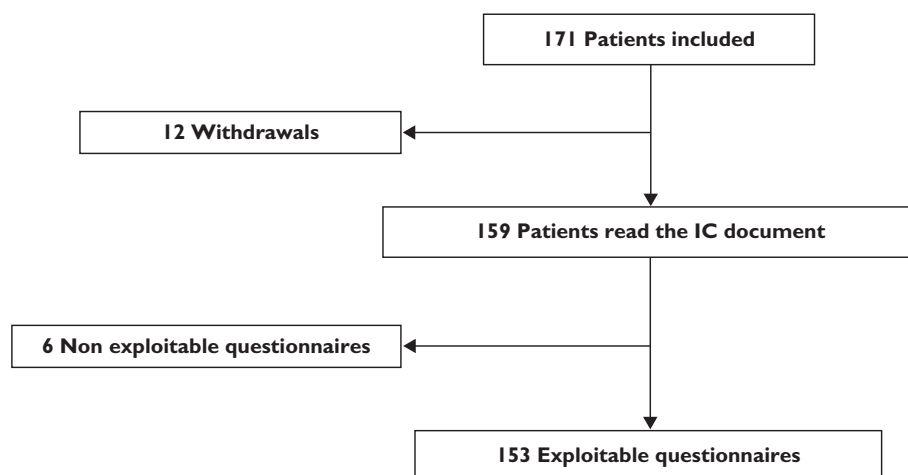 171 Patients included
12 Withdrawals
159 Patients read the IC document
6 Non exploitable questionnaires
153 Exploitable questionnaires